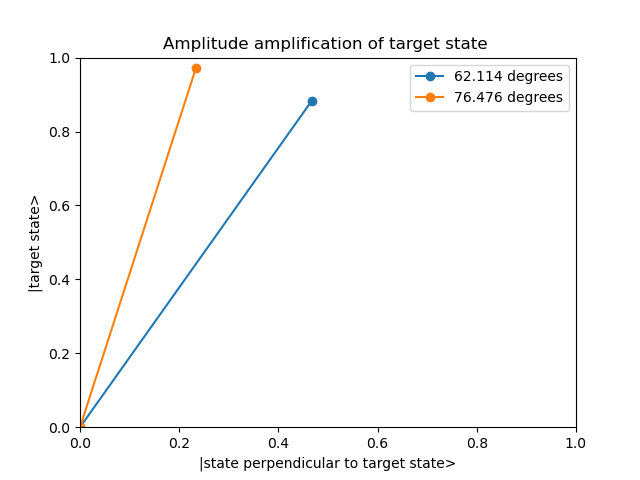 Amplitude amplification of target state
62.114 degrees
76.476 degrees
|target state>
1.0
0.8
0.6
0.4
0.2
0.0
0.0 0.2 0.4 0.6 0.8 1.0
|state perpendicular to target state>